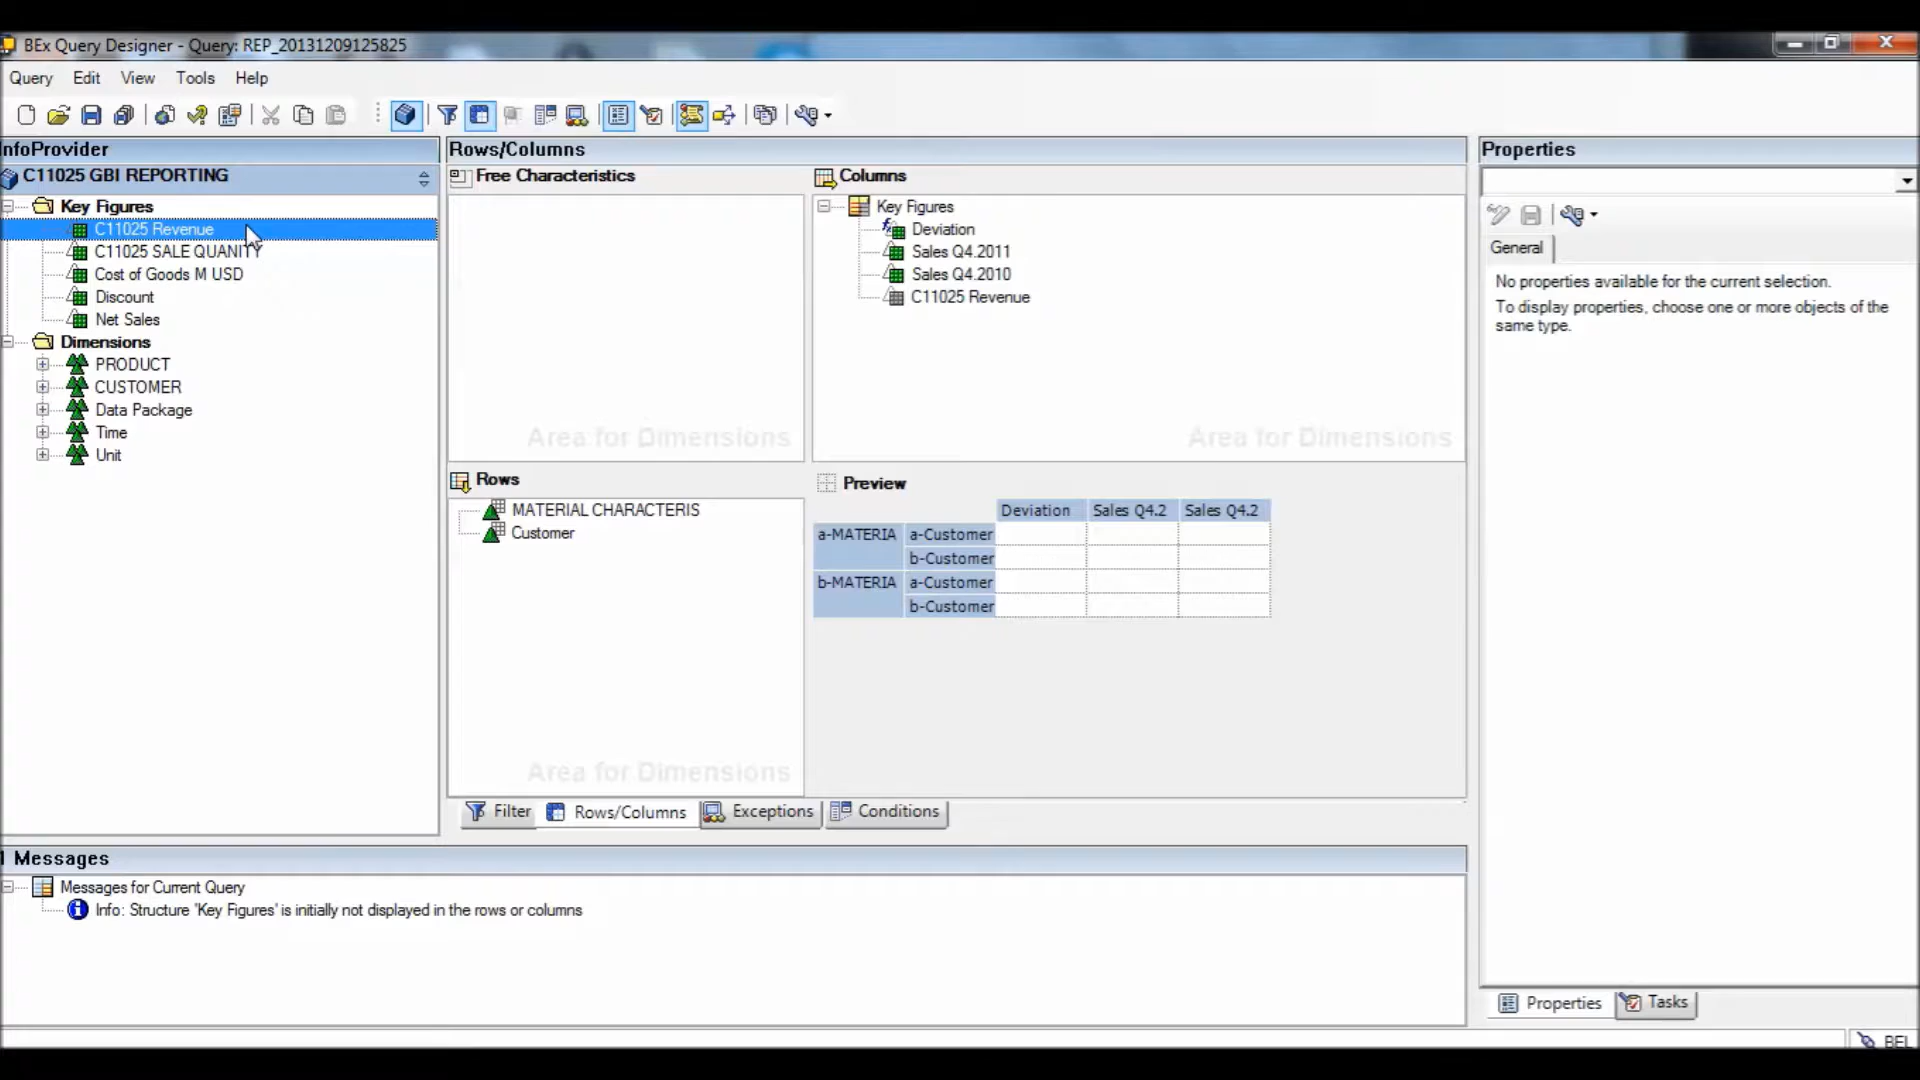 BEx Query Designer - Query: REP_20131209125825
Query Edit View Tools Help
InfoProvider
C11025 GBI REPORTING
Key Figures
C11025 Revenue
C11025 SALE QUANITY
Cost of Goods M USD
Discount
Net Sales
Dimensions
PRODUCT
CUSTOMER
Data Package
Time
Unit
Rows/Columns
Free Characteristics
Area for Dimensions
Columns
Key Figures
Deviation
Sales Q4.2011
Sales Q4.2010
C11025 Revenue
Area for Dimensions
Rows
MATERIAL CHARACTERIS
Customer
Area for Dimensions
Preview
Deviation Sales Q4.2 Sales Q4.2
a-MATERIA a-Customer
b-Customer
b-MATERIA a-Customer
b-Customer
Filter Rows/Columns Exceptions Conditions
Properties
General
No properties available for the current selection.
To display properties, choose one or more objects of the
same type.
Properties Tasks
Messages
Messages for Current Query
Info: Structure 'Key Figures' is initially not displayed in the rows or columns
BEL